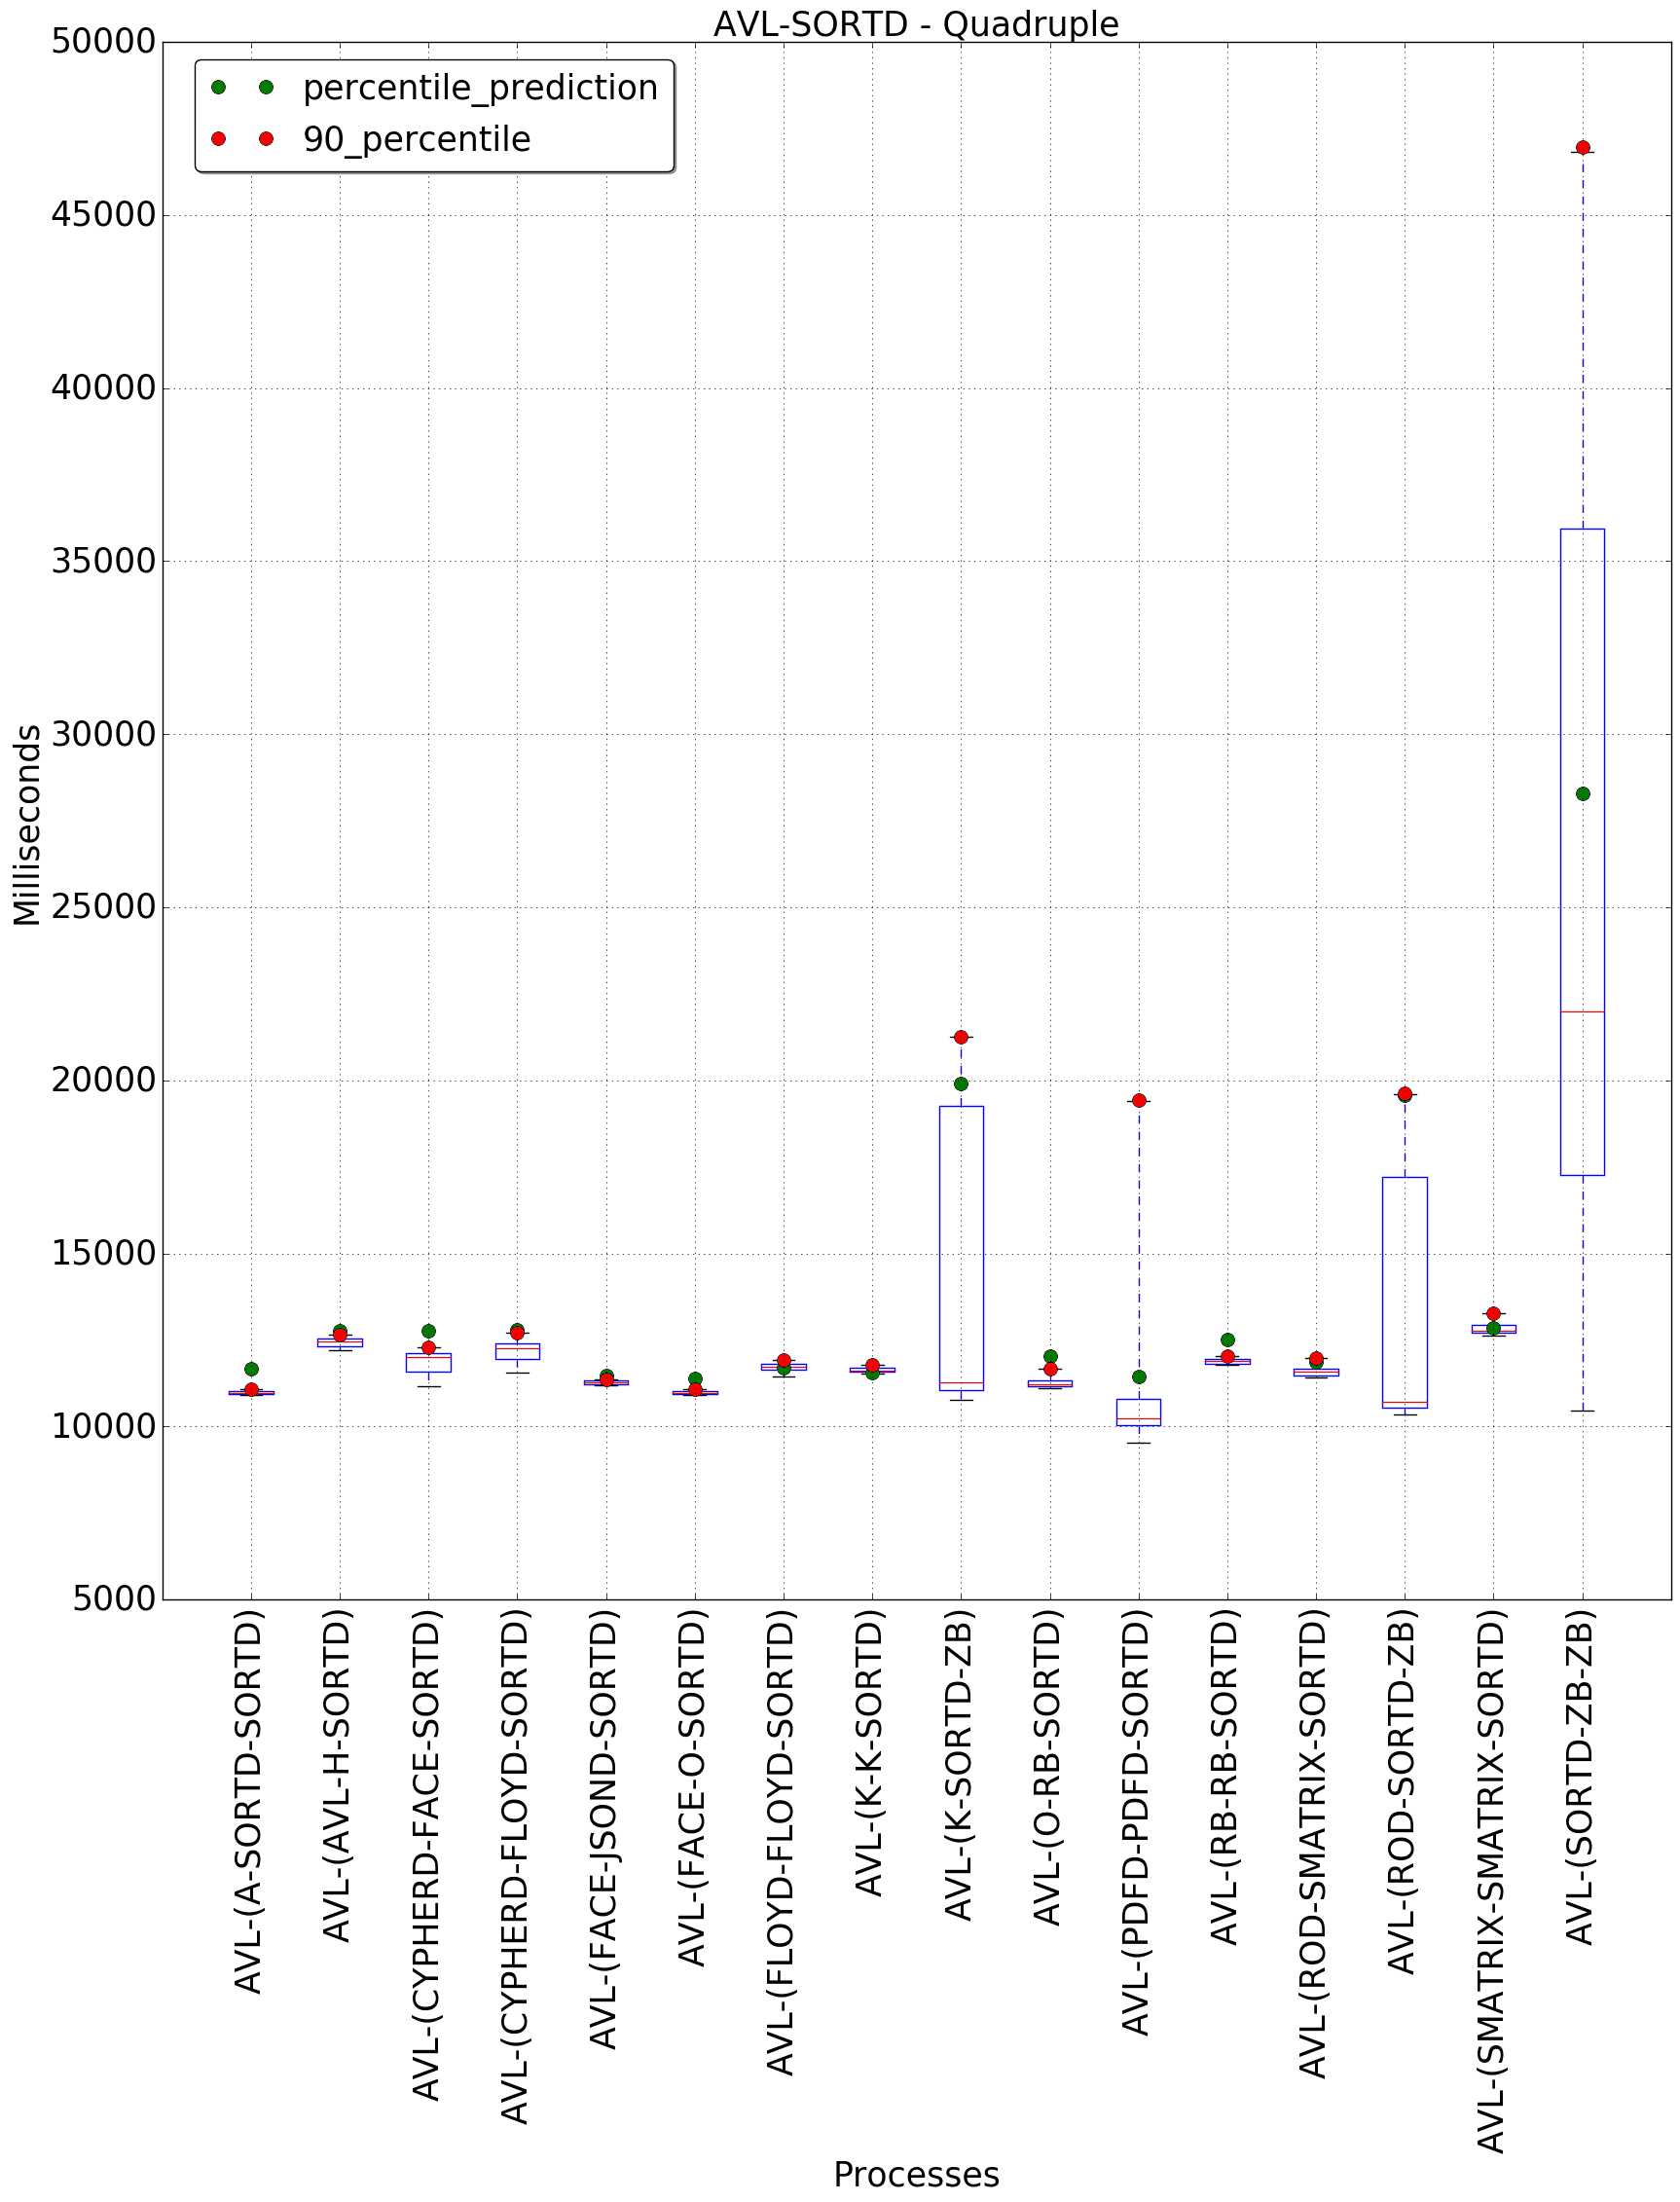 AVL-SORTD - Quadruple
percentile_prediction
90_percentile
50000
45000
40000
35000
30000
25000
20000
15000
10000
5000
Milliseconds
AVL-(A-SORTD-SORTD)
AVL-(AVL-H-SORTD)
AVL-(CYPHERD-FACE-SORTD)
AVL-(CYPHERD-FLOYD-SORTD)
AVL-(FACE-JSOND-SORTD)
AVL-(FACE-O-SORTD)
AVL-(FLOYD-FLOYD-SORTD)
AVL-(K-K-SORTD)
AVL-(K-SORTD-ZB)
AVL-(O-RB-SORTD)
AVL-(PDFD-PDFD-SORTD)
AVL-(RB-RB-SORTD)
AVL-(ROD-SMATRIX-SORTD)
AVL-(ROD-SORTD-ZB)
AVL-(SMATRIX-SMATRIX-SORTD)
AVL-(SORTD-ZB-ZB)
Processes